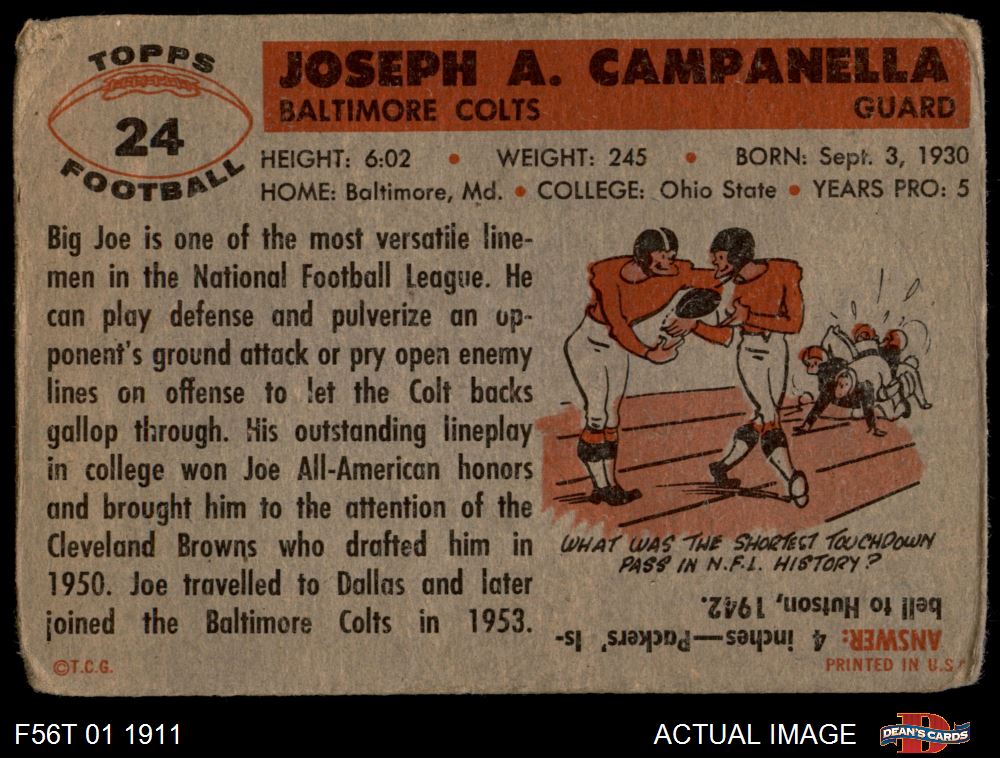 TOPPS
24
FOOTBALL
JOSEPH A. CAMPANELLA
BALTIMORE COLTS GUARD
HEIGHT: 6:02 • WEIGHT: 245 • BORN: Sept. 3, 1930
HOME: Baltimore, Md. • COLLEGE: Ohio State • YEARS PRO: 5
Big Joe is one of the most versatile line-
men in the National Football League. He
can play defense and pulverize an op-
ponent's ground attack or pry open enemy
lines on offense to let the Colt backs
gallop through. His outstanding lineplay
in college won Joe All-American honors
and brought him to the attention of the
Cleveland Browns who drafted him in
1950. Joe travelled to Dallas and later
joined the Baltimore Colts in 1953.
©T.C.G.
WHAT WAS THE SHORTEST TOUCHDOWN
PASS IN N.F.L. HISTORY?
ANSWER: 4 inches—Packers', Is-
bell to Hutson, 1942.
PRINTED IN U.S.
F56T 01 1911
ACTUAL IMAGE
D
DEAN'S CARDS